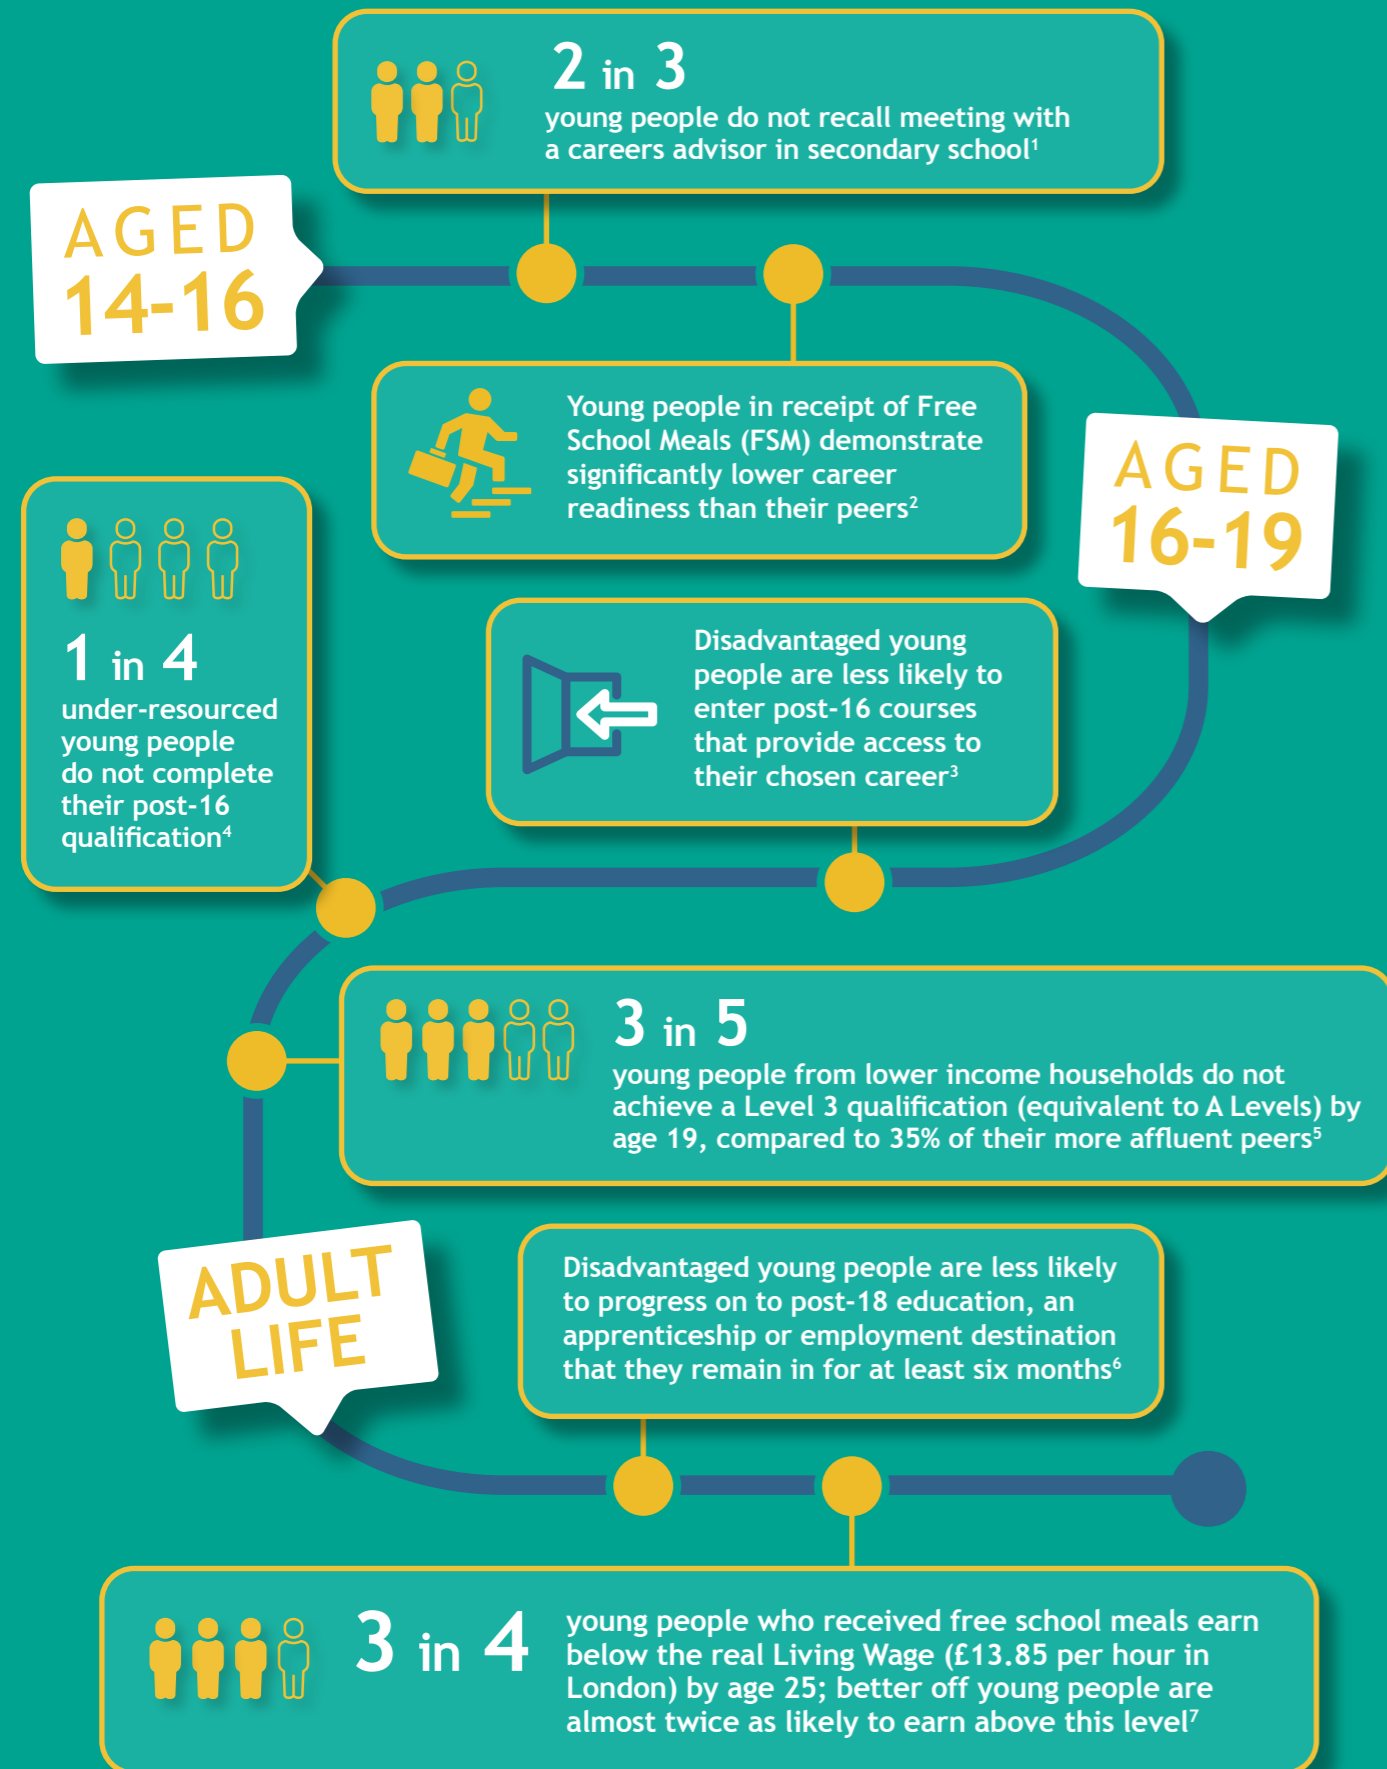 2 in 3
young people do not recall meeting with
a careers advisor in secondary school¹
AGED
14-16
Young people in receipt of Free
School Meals (FSM) demonstrate
significantly lower career
readiness than their peers²
AGED
16-19
Disadvantaged young
people are less likely to
enter post-16 courses
that provide access to
their chosen career³
1 in 4
under-resourced
young people
do not complete
their post-16
qualification⁴
3 in 5
young people from lower income households do not
achieve a Level 3 qualification (equivalent to A Levels) by
age 19, compared to 35% of their more affluent peers⁵
ADULT
LIFE
Disadvantaged young people are less likely
to progress on to post-18 education, an
apprenticeship or employment destination
that they remain in for at least six months⁶
3 in 4
young people who received free school meals earn
below the real Living Wage (£13.85 per hour in
London) by age 25; better off young people are
almost twice as likely to earn above this level⁷